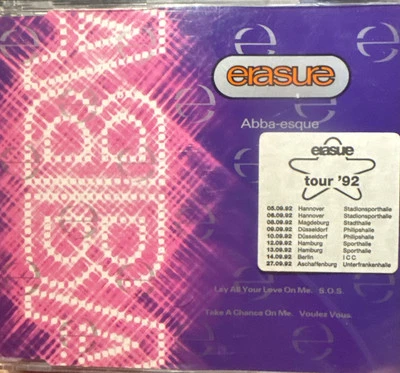 ABBA
erasure
Abba-esque
erasure
tour '92
05.09.92 Hannover Stadionsporthalle
06.09.92 Hannover Stadionsporthalle
08.09.92 Magdeburg Stadthalle
09.09.92 Düsseldorf Philipshalle
10.09.92 Düsseldorf Philipshalle
12.09.92 Hamburg Sporthalle
13.09.92 Hamburg Sporthalle
14.09.92 Berlin ICC
27.09.92 Aschaffenburg Unterfrankenhalle
Lay All Your Love On Me. S.O.S.
Take A Chance On Me. Voulez Vous.